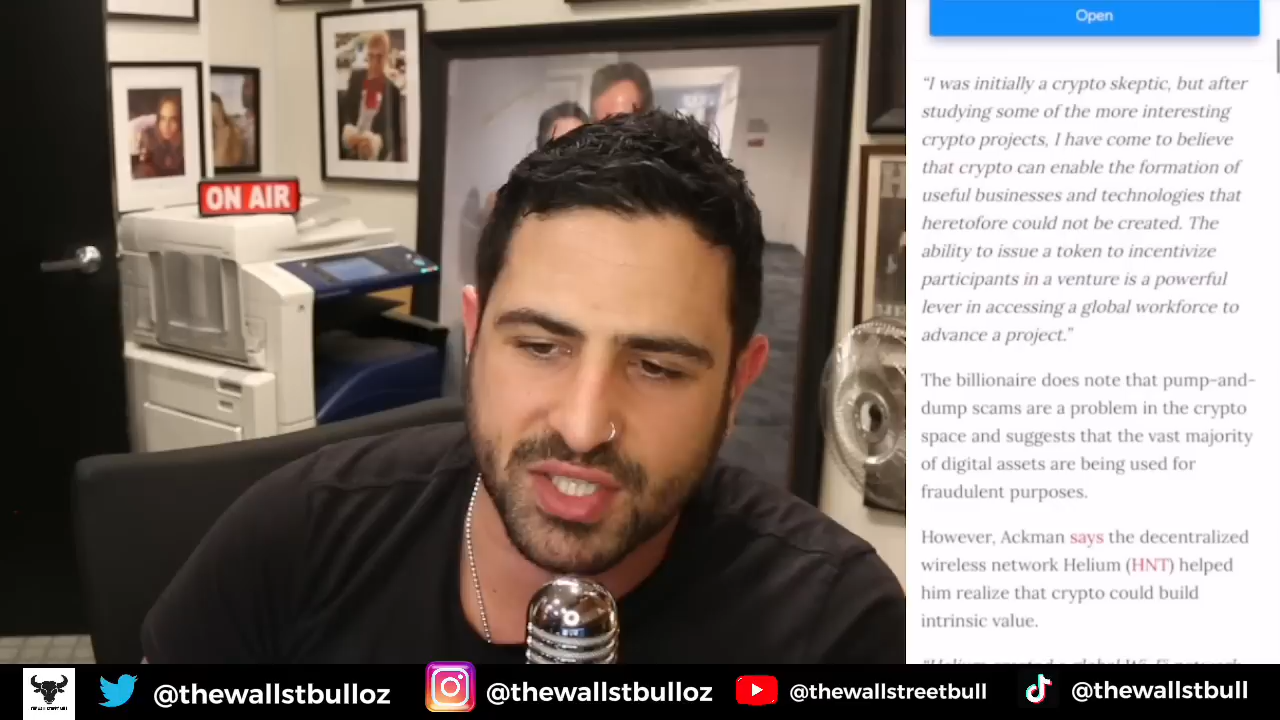 ON AIR
Open
“I was initially a crypto skeptic, but after
studying some of the more interesting
crypto projects, I have come to believe
that crypto can enable the formation of
useful businesses and technologies that
heretofore could not be created. The
ability to issue a token to incentivize
participants in a venture is a powerful
lever in accessing a global workforce to
advance a project.”
The billionaire does note that pump-and-
dump scams are a problem in the crypto
space and suggests that the vast majority
of digital assets are being used for
fraudulent purposes.
However, Ackman says the decentralized
wireless network Helium (HNT) helped
him realize that crypto could build
intrinsic value.
@thewallstbulloz
@thewallstbulloz
@thewallstreetbull
@thewallstbull